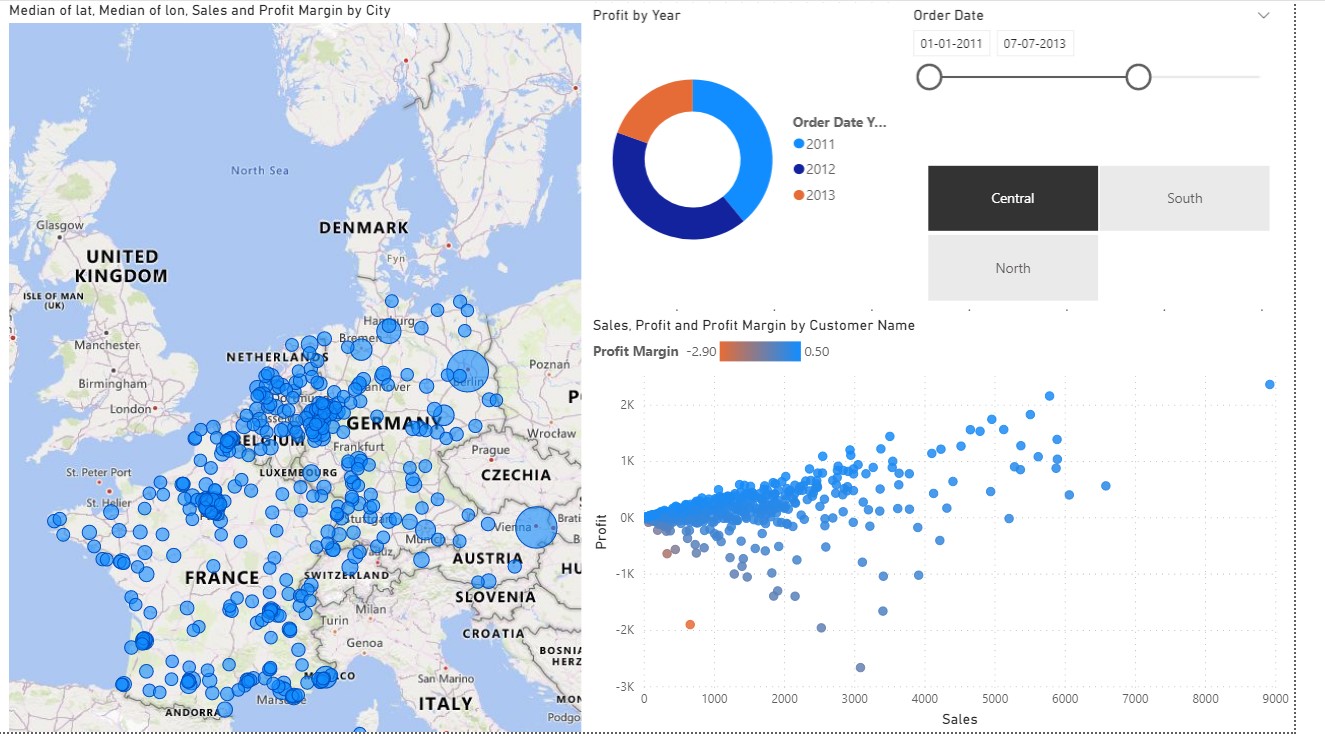 Median of lat, Median of lon, Sales and Profit Margin by City
North Sea
Glasgow
DENMARK
Fyn
UNITED
KINGDOM
ISLE OF MAN
(UK)
Manchester
Birmingham
London
NETHERLANDS
Hamburg
Bremen
Berlin
Poznan
Hannover
GERMANY
Wrocław
BELGIUM
Frankfurt
Prague
St. Peter Port
LUXEMBOURG
CZECHIA
St. Helier
Stuttgart
Vienna
Brati
AUSTRIA
Vaduz
HU
FRANCE
SWITZERLAND
SLOVENIA
Milan
Turin
CROATIA
Genoa
BOSNIA
HERZ
San Marino
MON
ANDORRA
ITALY
Podgo
Profit by Year
Order Date Y...
2011
2012
2013
Order Date
01-01-2011 07-07-2013
Central South
North
Sales, Profit and Profit Margin by Customer Name
Profit Margin -2.90 0.50
Profit
2K
1K
0K
-1K
-2K
-3K
0 1000 2000 3000 4000 5000 6000 7000 8000 9000
Sales